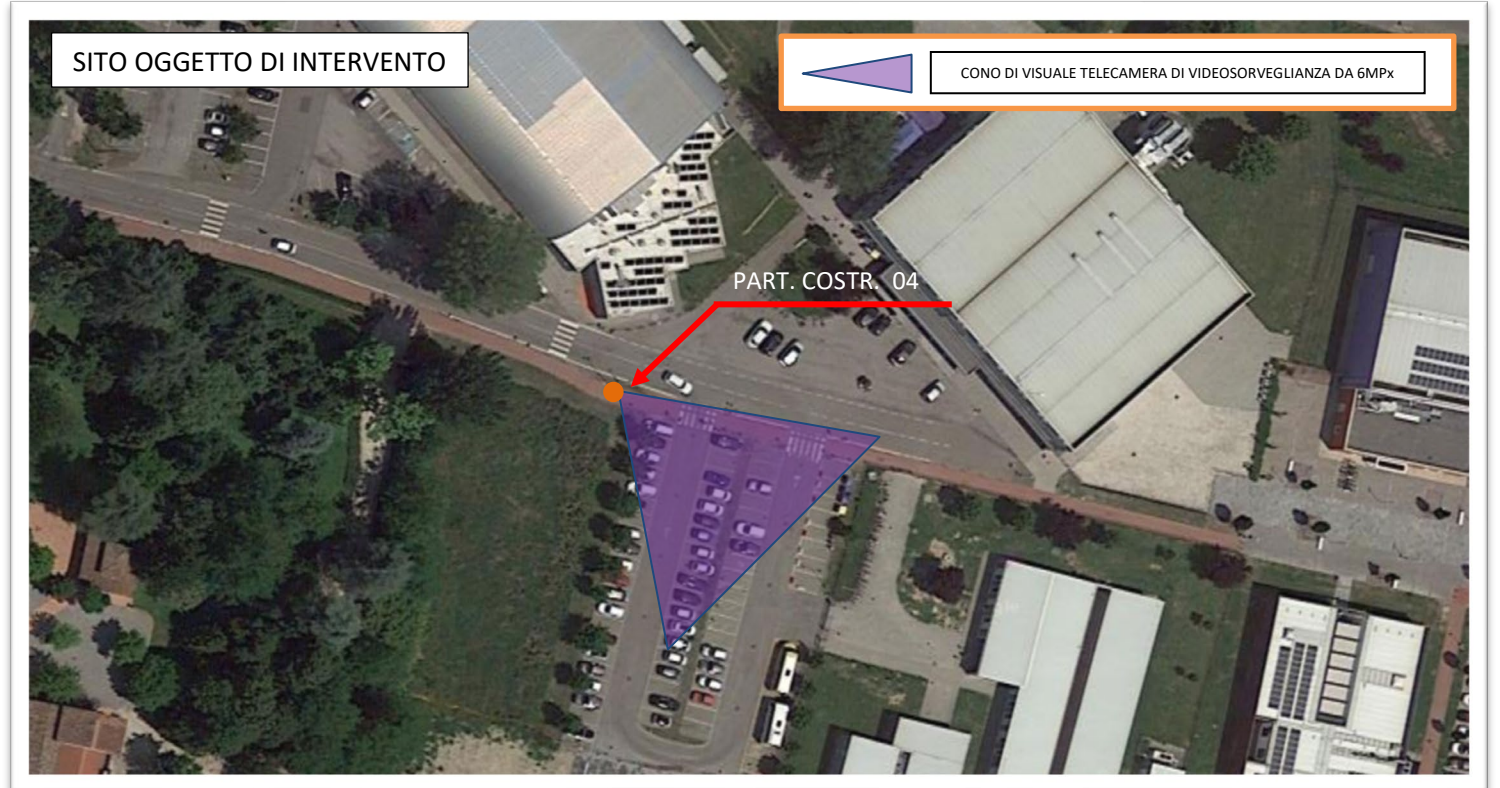 SITO OGGETTO DI INTERVENTO
CONO DI VISUALE TELECAMERA DI VIDEOSORVEGLIANZA DA 6MPx
PART. COSTR. 04